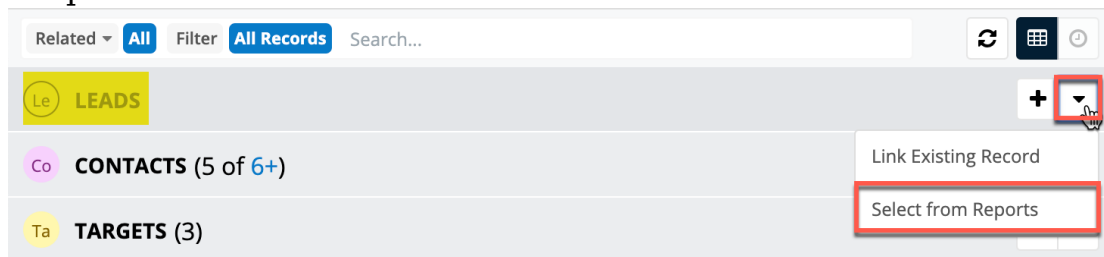 Related All Filter All Records Search...
Le LEADS
Co CONTACTS (5 of 6+)
Link Existing Record
Select from Reports
Ta TARGETS (3)